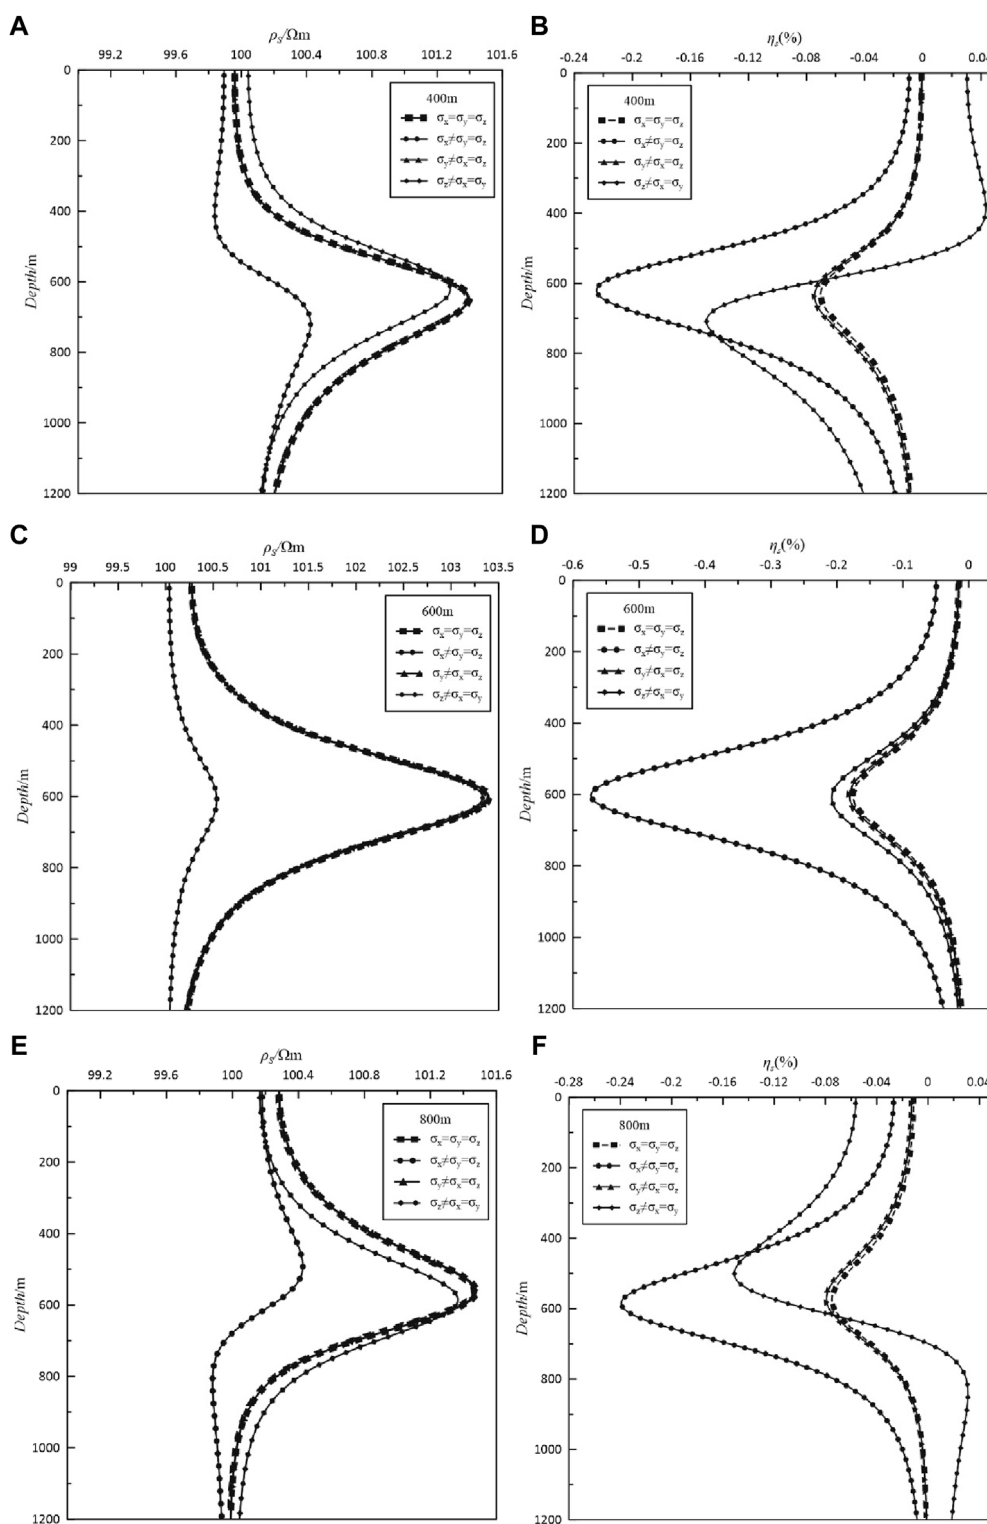 A
ρs/Ωm
99.2 99.6 100 100.4 100.8 101.2 101.6
0
200
400
600
800
1000
1200
Depth/m
400m
σx=σy=σz
σx≠σy=σz
σy≠σx=σz
σz≠σx=σy
B
ηs(%)
-0.24 -0.2 -0.16 -0.12 -0.08 -0.04 0 0.04
0
200
400
600
800
1000
1200
Depth/m
400m
σx=σy=σz
σx≠σy=σz
σy≠σx=σz
σz≠σx=σy
C
ρs/Ωm
99 99.5 100 100.5 101 101.5 102 102.5 103 103.5
0
200
400
600
800
1000
1200
Depth/m
600m
σx=σy=σz
σx≠σy=σz
σy≠σx=σz
σz≠σx=σy
D
ηs(%)
-0.6 -0.5 -0.4 -0.3 -0.2 -0.1 0
0
200
400
600
800
1000
1200
Depth/m
600m
σx=σy=σz
σx≠σy=σz
σy≠σx=σz
σz≠σx=σy
E
ρs/Ωm
99.2 99.6 100 100.4 100.8 101.2 101.6
0
200
400
600
800
1000
1200
Depth/m
800m
σx=σy=σz
σx≠σy=σz
σy≠σx=σz
σz≠σx=σy
F
ηs(%)
-0.28 -0.24 -0.2 -0.16 -0.12 -0.08 -0.04 0 0.04
0
200
400
600
800
1000
1200
Depth/m
800m
σx=σy=σz
σx≠σy=σz
σy≠σx=σz
σz≠σx=σy